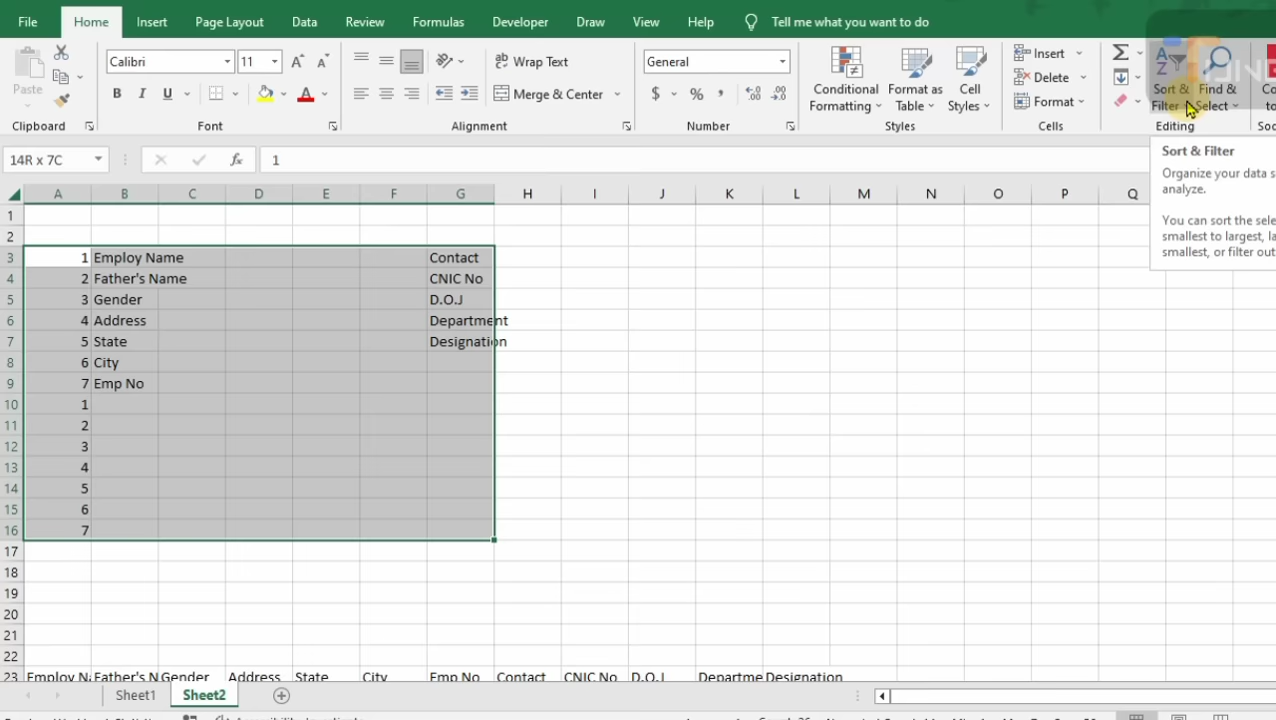 File Home Insert Page Layout Data Review Formulas Developer Draw View Help Tell me what you want to do
Paste
Calibri 11 A A
B I U A
Wrap Text
Merge & Center
General
$ % ,
Conditional Formatting
Format as Table
Cell Styles
Insert
Delete
Format
Sort & Filter
Find & Select
Clipboard Font Alignment Number Styles Cells Editing
14R x 7C fx 1
Sort & Filter
Organize your data s
analyze.
You can sort the sele
smallest to largest, la
smallest, or filter out
A B C D E F G H I J K L M N O P Q
1
2
3 1 Employ Name Contact
4 2 Father's Name CNIC No
5 3 Gender D.O.J
6 4 Address Department
7 5 State Designation
8 6 City
9 7 Emp No
10 1
11 2
12 3
13 4
14 5
15 6
16 7
17
18
19
20
21
22
23 Employ Na Father's N Gender Address State City Emp No Contact CNIC No D.O.J Departme Designation
Sheet1 Sheet2